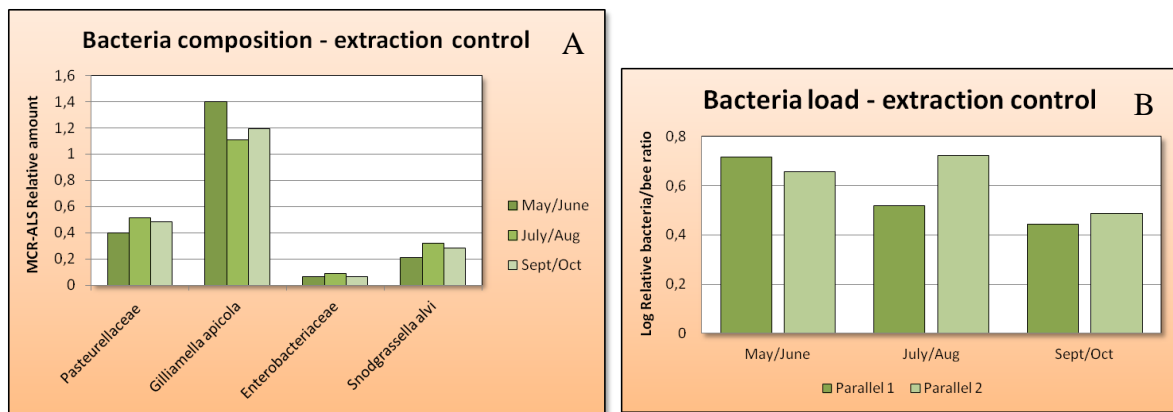 Bacteria composition - extraction control
A
MCR-ALS Relative amount
1,6
1,4
1,2
1
0,8
0,6
0,4
0,2
0
Pasteurellaceae
Gilliamella apicola
Enterobacteriaceae
Snodgrassella alvi
May/June
July/Aug
Sept/Oct
Bacteria load - extraction control
B
Log Relative bacteria/bee ratio
0,8
0,6
0,4
0,2
0
May/June July/Aug Sept/Oct
Parallel 1 Parallel 2